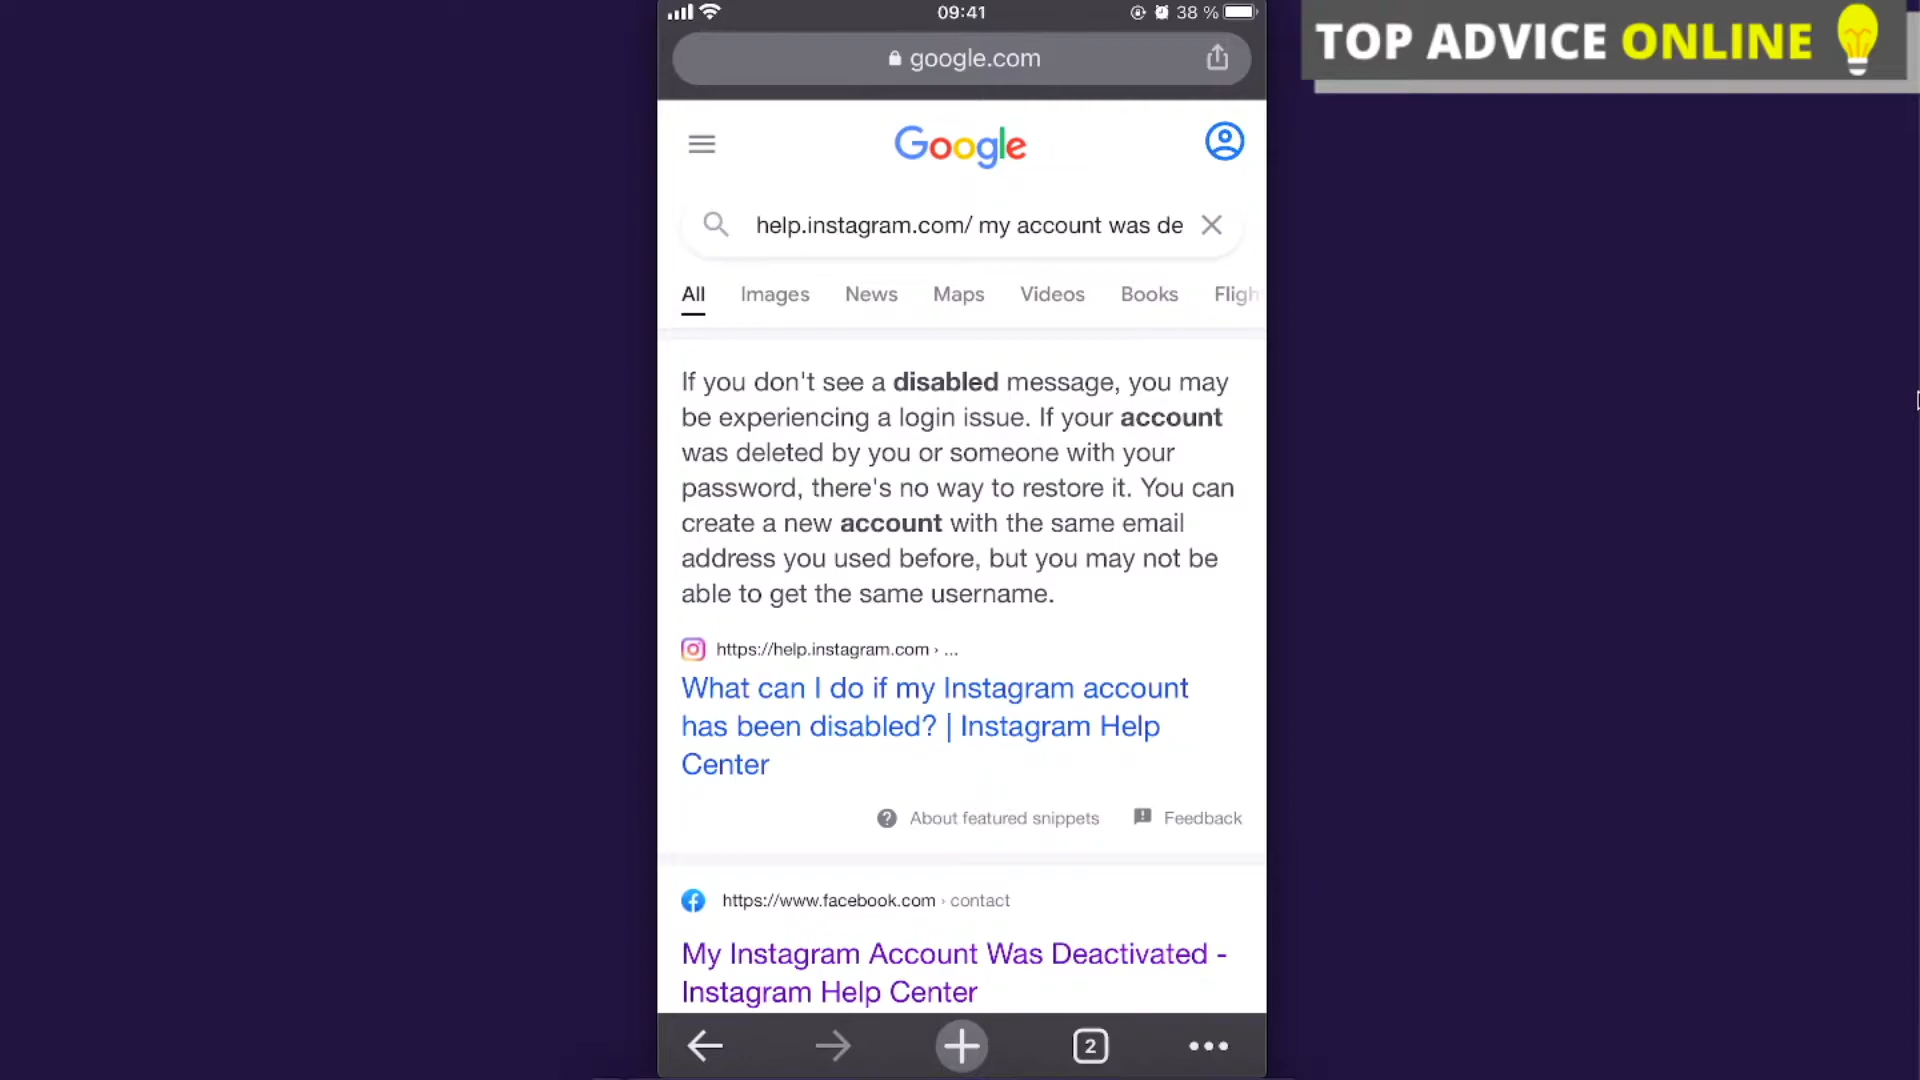 09:41
38 %
TOP ADVICE ONLINE
google.com
Google
help.instagram.com/ my account was de
All Images News Maps Videos Books Fligh
If you don't see a disabled message, you may
be experiencing a login issue. If your account
was deleted by you or someone with your
password, there's no way to restore it. You can
create a new account with the same email
address you used before, but you may not be
able to get the same username.
https://help.instagram.com › ...
What can I do if my Instagram account
has been disabled? | Instagram Help
Center
About featured snippets Feedback
https://www.facebook.com › contact
My Instagram Account Was Deactivated -
Instagram Help Center
2